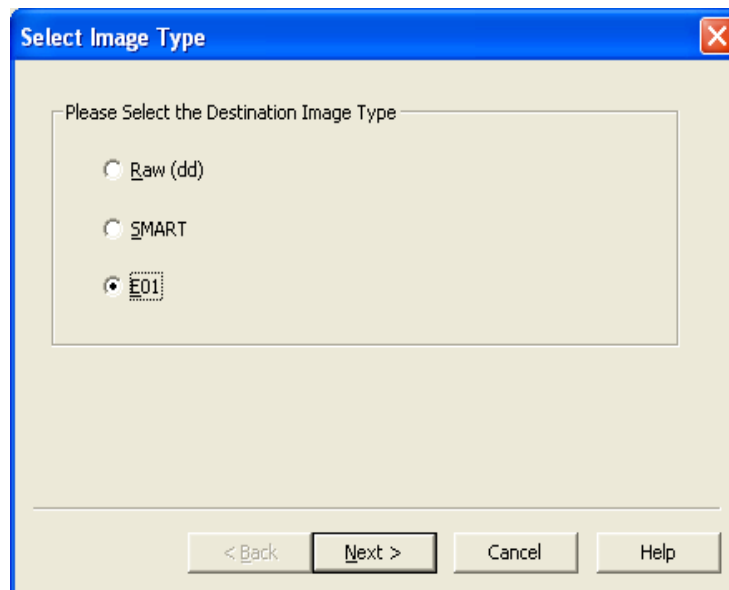 Select Image Type
Please Select the Destination Image Type
Raw (dd)
SMART
E01
< Back Next > Cancel Help